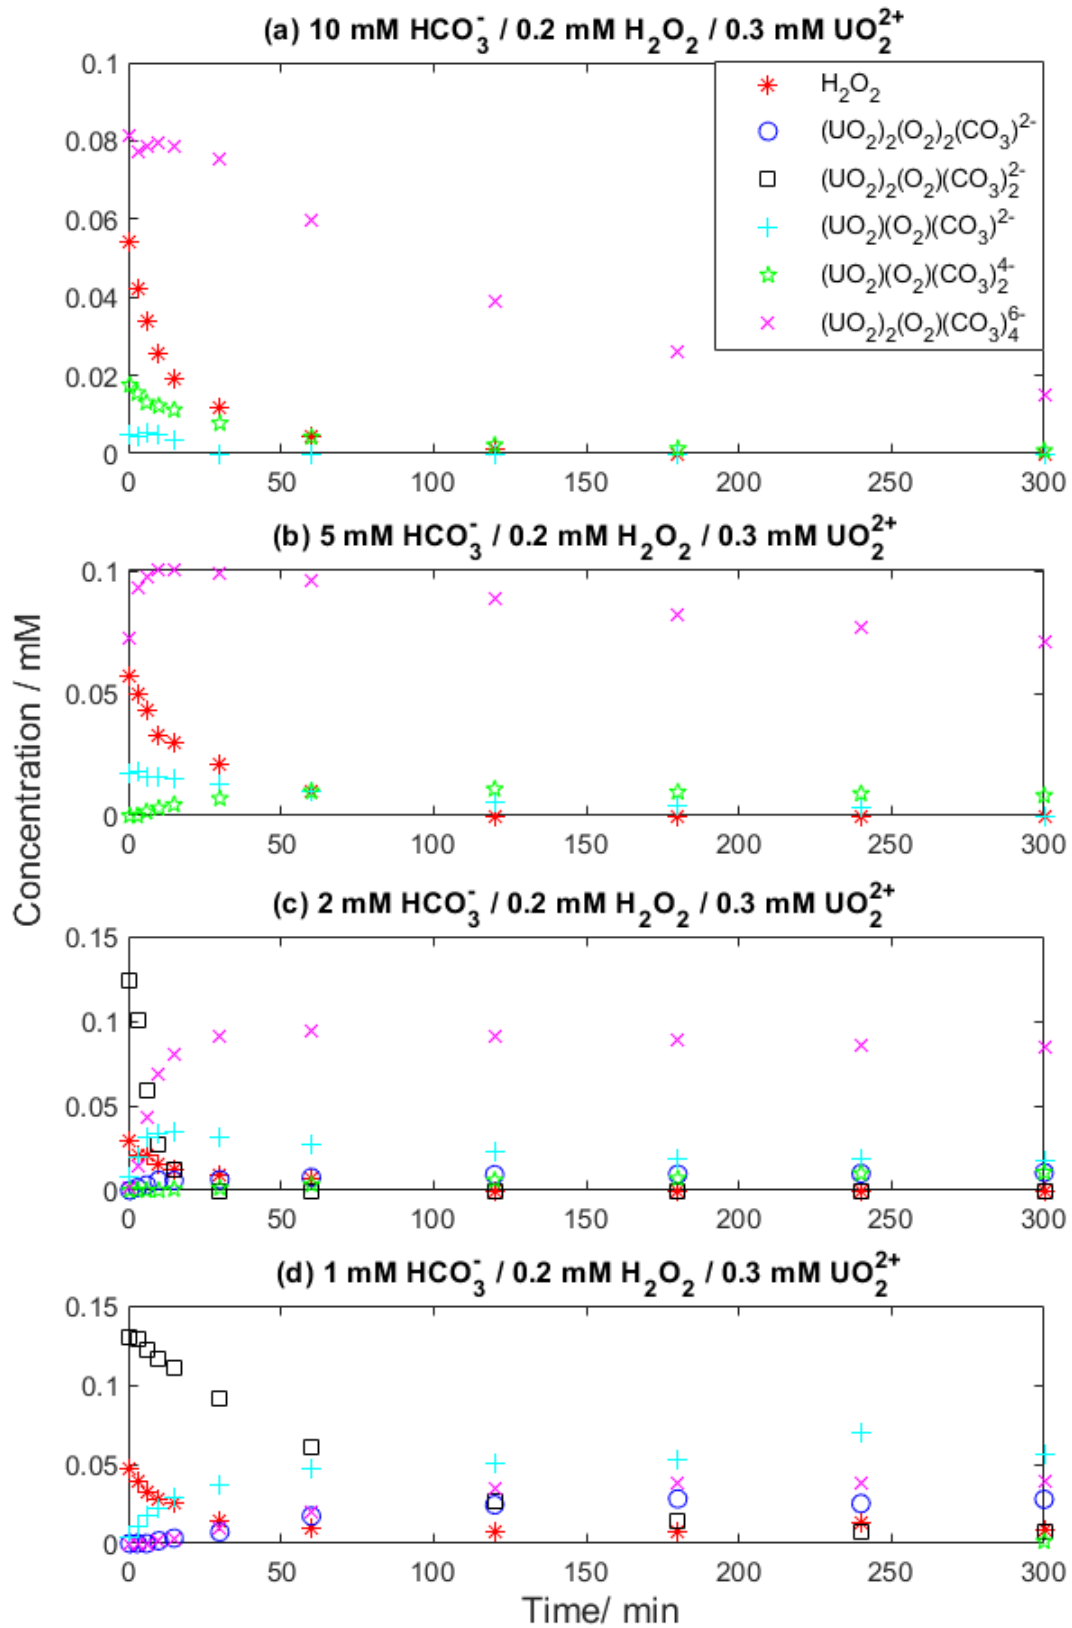 (a) 10 mM HCO₃⁻ / 0.2 mM H₂O₂ / 0.3 mM UO₂²⁺
H₂O₂
(UO₂)₂(O₂)₂(CO₃)²⁻
(UO₂)₂(O₂)(CO₃)₂²⁻
(UO₂)(O₂)(CO₃)²⁻
(UO₂)(O₂)(CO₃)₂⁴⁻
(UO₂)₂(O₂)(CO₃)₄⁶⁻
0.1
0.08
0.06
0.04
0.02
0
0 50 100 150 200 250 300
(b) 5 mM HCO₃⁻ / 0.2 mM H₂O₂ / 0.3 mM UO₂²⁺
0.1
0.05
0
0 50 100 150 200 250 300
Concentration / mM
(c) 2 mM HCO₃⁻ / 0.2 mM H₂O₂ / 0.3 mM UO₂²⁺
0.15
0.1
0.05
0
0 50 100 150 200 250 300
(d) 1 mM HCO₃⁻ / 0.2 mM H₂O₂ / 0.3 mM UO₂²⁺
0.15
0.1
0.05
0
0 50 100 150 200 250 300
Time/ min